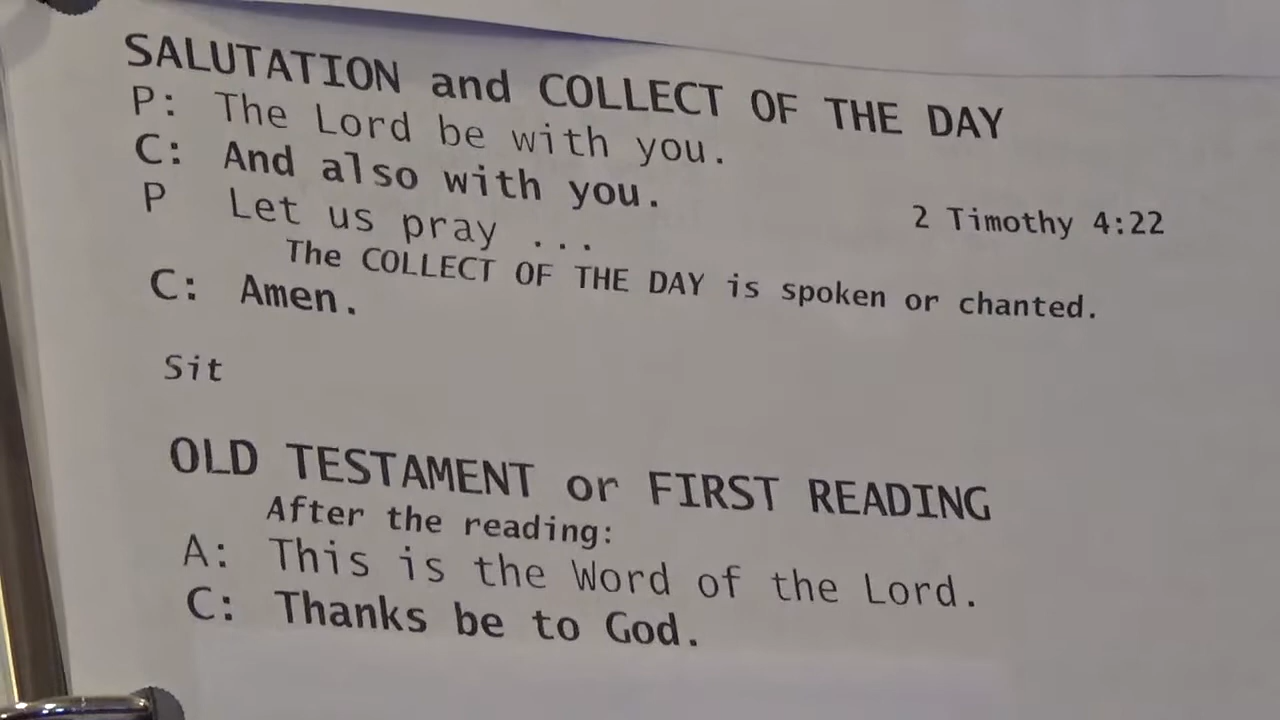 SALUTATION and COLLECT OF THE DAY
P: The Lord be with you.
C: And also with you.
2 Timothy 4:22
P Let us pray ...
The COLLECT OF THE DAY is spoken or chanted.
C: Amen.
Sit
OLD TESTAMENT or FIRST READING
After the reading:
A: This is the Word of the Lord.
C: Thanks be to God.